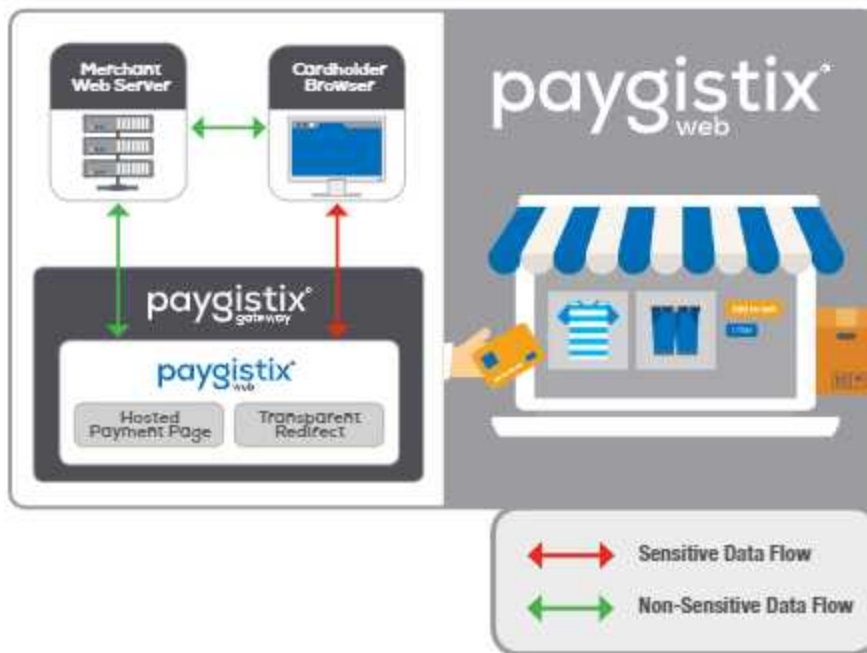 Merchant
Web Server
Cardholder
Browser
paygistix
gateway
paygistix
web
Hosted
Payment Page
Transparent
Redirect
paygistix
web
Sensitive Data Flow
Non-Sensitive Data Flow